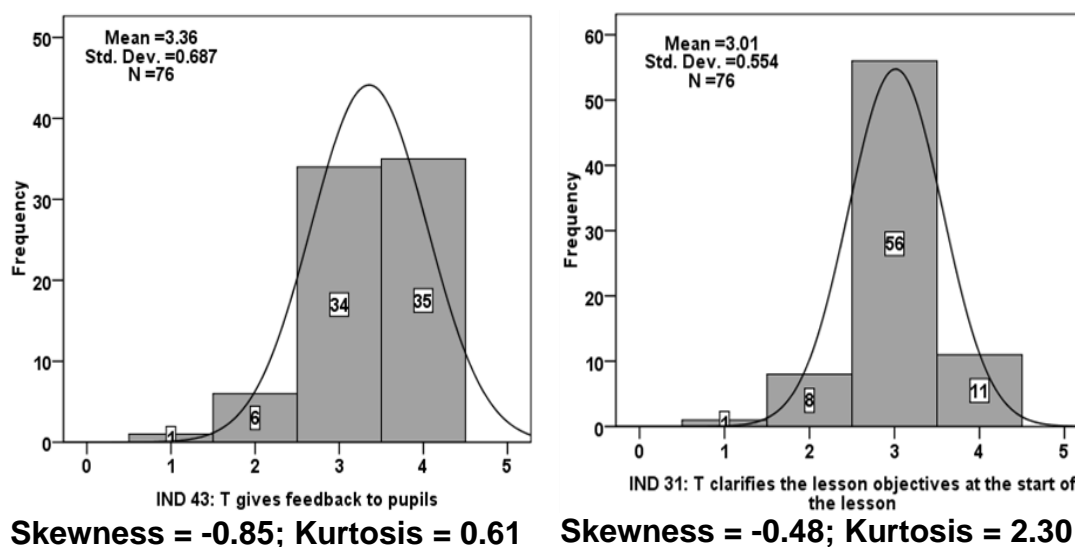 Mean =3.36
Std. Dev. =0.687
N =76
50
40
30
20
10
0
Frequency
1
6
34
35
0 1 2 3 4 5
IND 43: T gives feedback to pupils
Skewness = -0.85; Kurtosis = 0.61
Mean =3.01
Std. Dev. =0.554
N =76
60
50
40
30
20
10
0
Frequency
1
8
56
11
0 1 2 3 4 5
IND 31: T clarifies the lesson objectives at the start of
the lesson
Skewness = -0.48; Kurtosis = 2.30